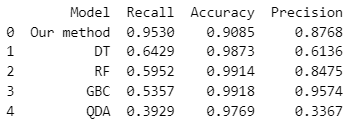 Model Recall Accuracy Precision
0 Our method 0.9530 0.9085 0.8768
1 DT 0.6429 0.9873 0.6136
2 RF 0.5952 0.9914 0.8475
3 GBC 0.5357 0.9918 0.9574
4 QDA 0.3929 0.9769 0.3367